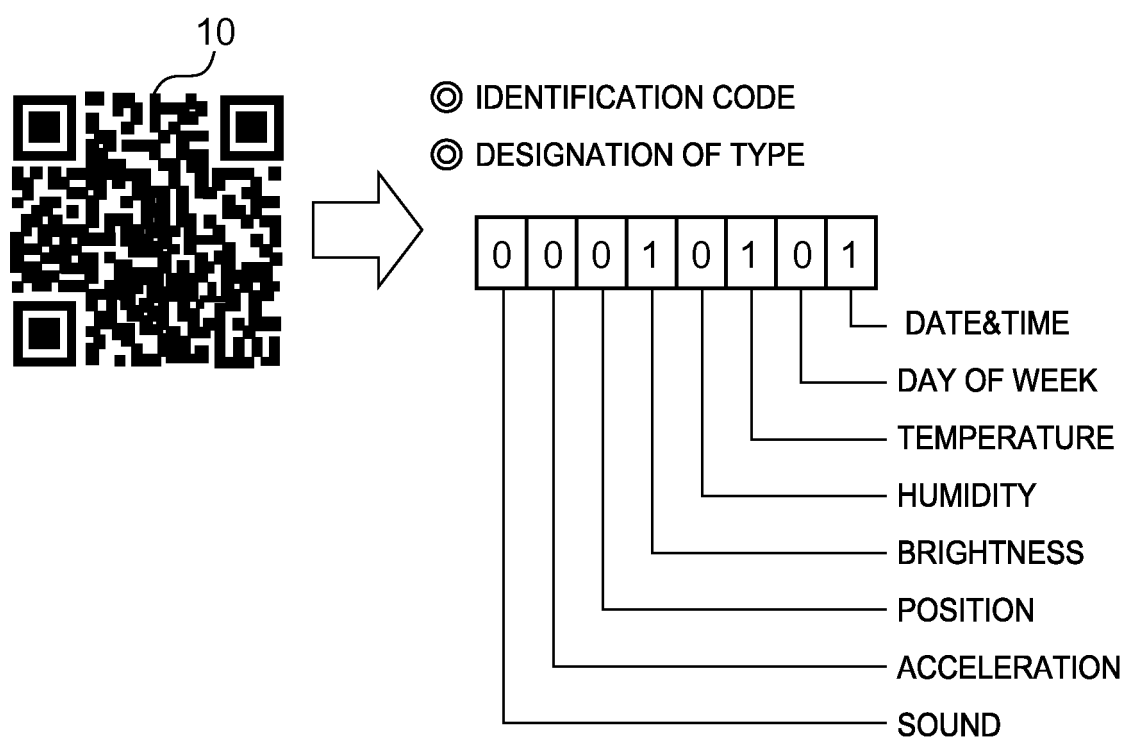 10
◎ IDENTIFICATION CODE
◎ DESIGNATION OF TYPE
0 0 0 1 0 1 0 1
DATE&TIME
DAY OF WEEK
TEMPERATURE
HUMIDITY
BRIGHTNESS
POSITION
ACCELERATION
SOUND